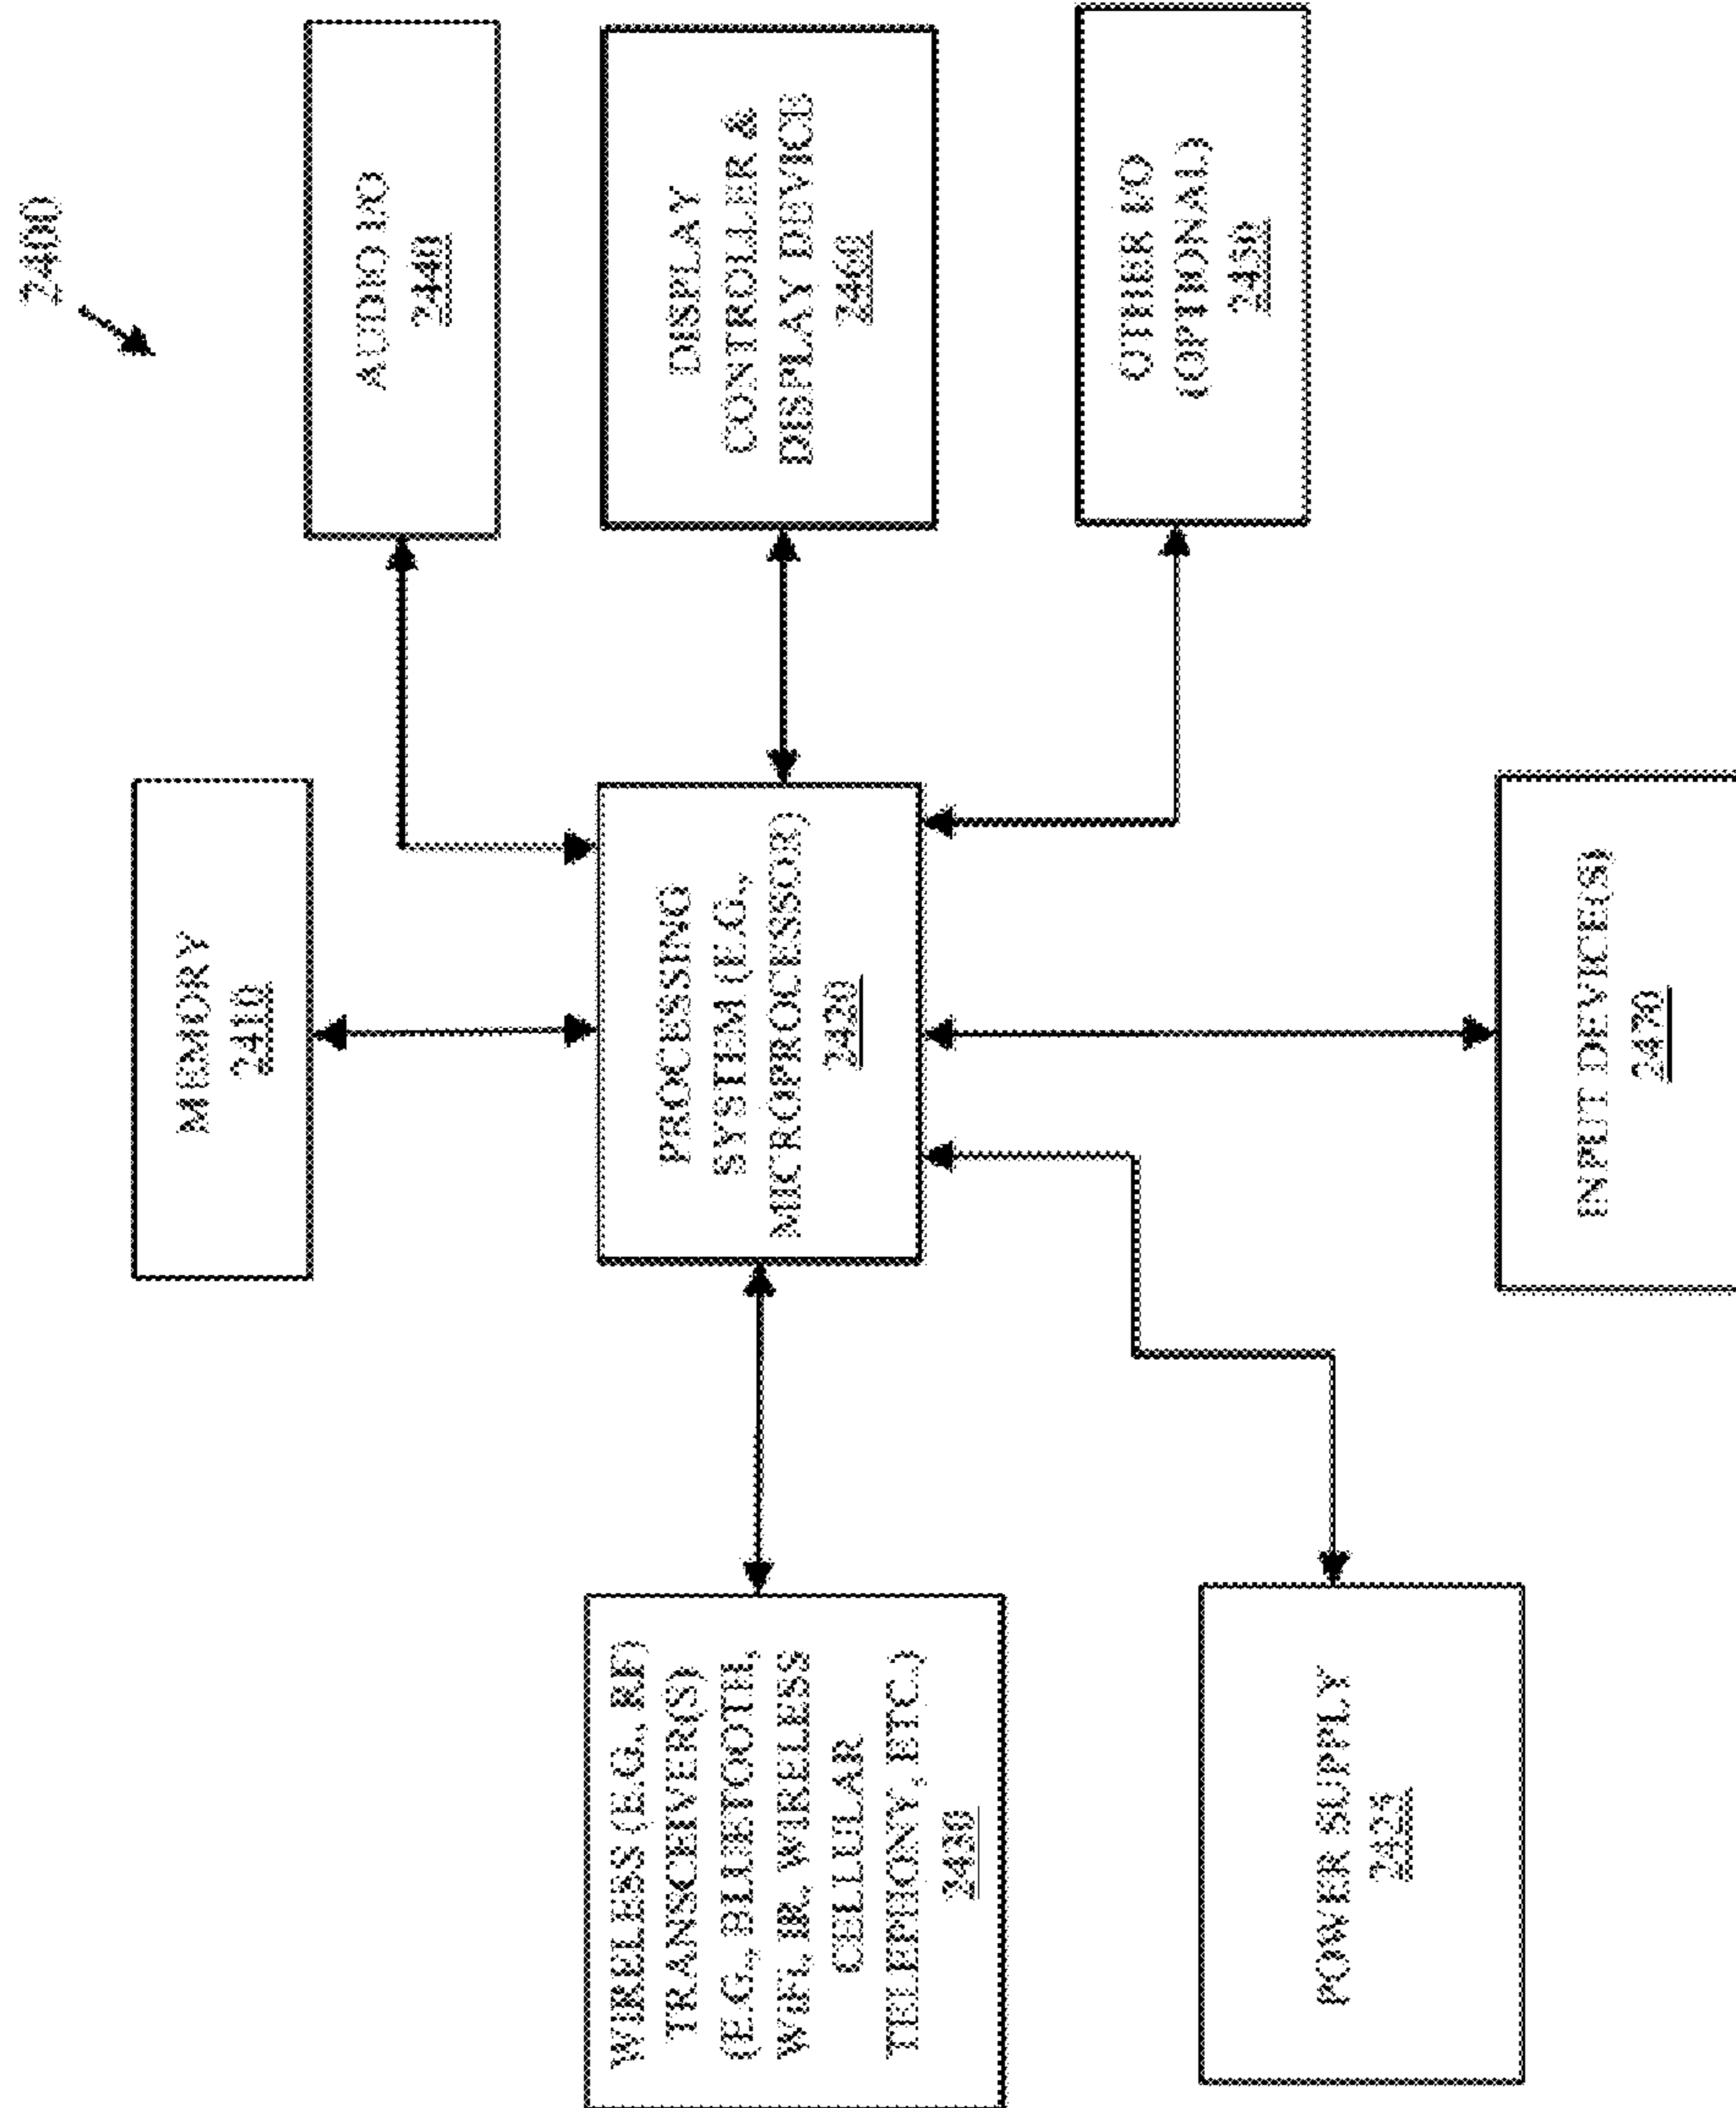 2400
MEMORY
2410
AUDIO I/O
2440
PROCESSING
SYSTEM (E.G.,
MICROPROCESSOR)
2420
DISPLAY
CONTROLLER &
DISPLAY DEVICE
2460
WIRELESS (E.G., RF)
TRANSCEIVER(S)
(E.G., BLUETOOTH,
WIFI, IR, WIRELESS
CELLULAR
TELEPHONY, ETC.)
2430
OTHER I/O
(OPTIONAL)
2450
POWER SUPPLY
2425
INPUT DEVICE(S)
2470